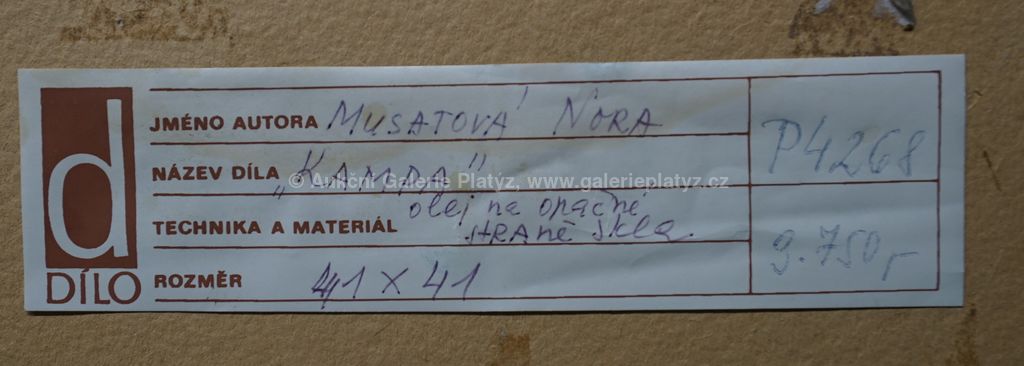 d
DÍLO
JMÉNO AUTORA MUSATOVÁ NORA
NÁZEV DÍLA „KAMPA"
© Aukční Galerie Platýz, www.galerieplatyz.cz
TECHNIKA A MATERIÁL olej na opačné
straně skla.
ROZMĚR 41 x 41
P4268
9.750,-